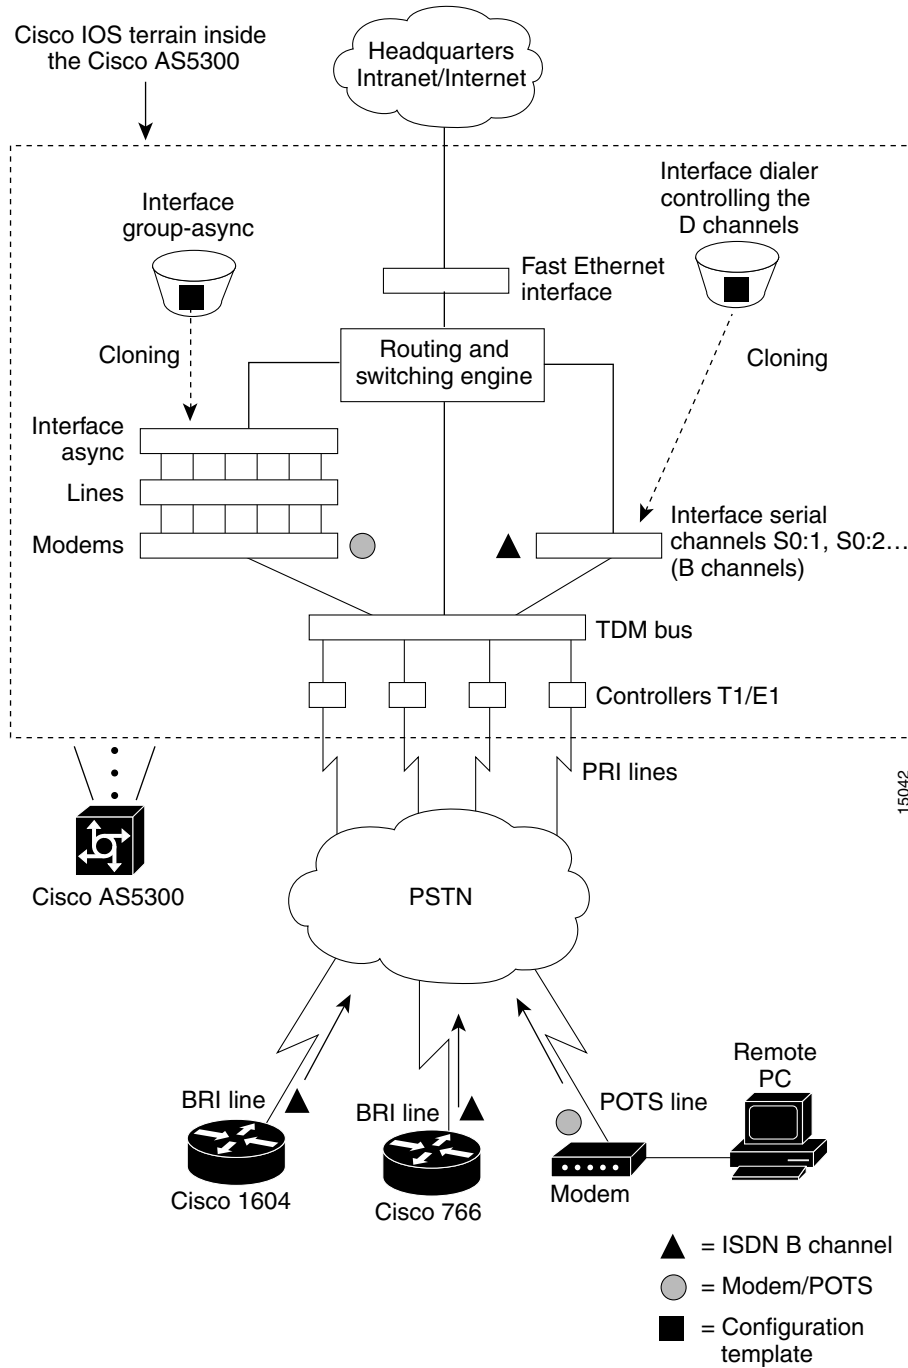 Cisco IOS terrain inside
the Cisco AS5300
Headquarters
Intranet/Internet
Interface
group-async
Interface dialer
controlling the
D channels
Fast Ethernet
interface
Cloning
Routing and
switching engine
Cloning
Interface
async
Lines
Modems
Interface serial
channels S0:1, S0:2…
(B channels)
TDM bus
Controllers T1/E1
PRI lines
15042
Cisco AS5300
PSTN
Remote
PC
BRI line
BRI line
POTS line
Cisco 1604
Cisco 766
Modem
= ISDN B channel
= Modem/POTS
= Configuration
template